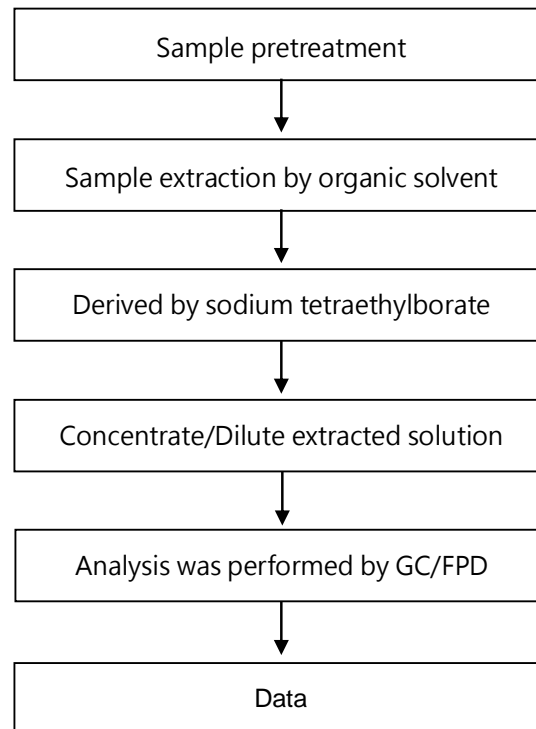 Sample pretreatment
Sample extraction by organic solvent
Derived by sodium tetraethylborate
Concentrate/Dilute extracted solution
Analysis was performed by GC/FPD
Data